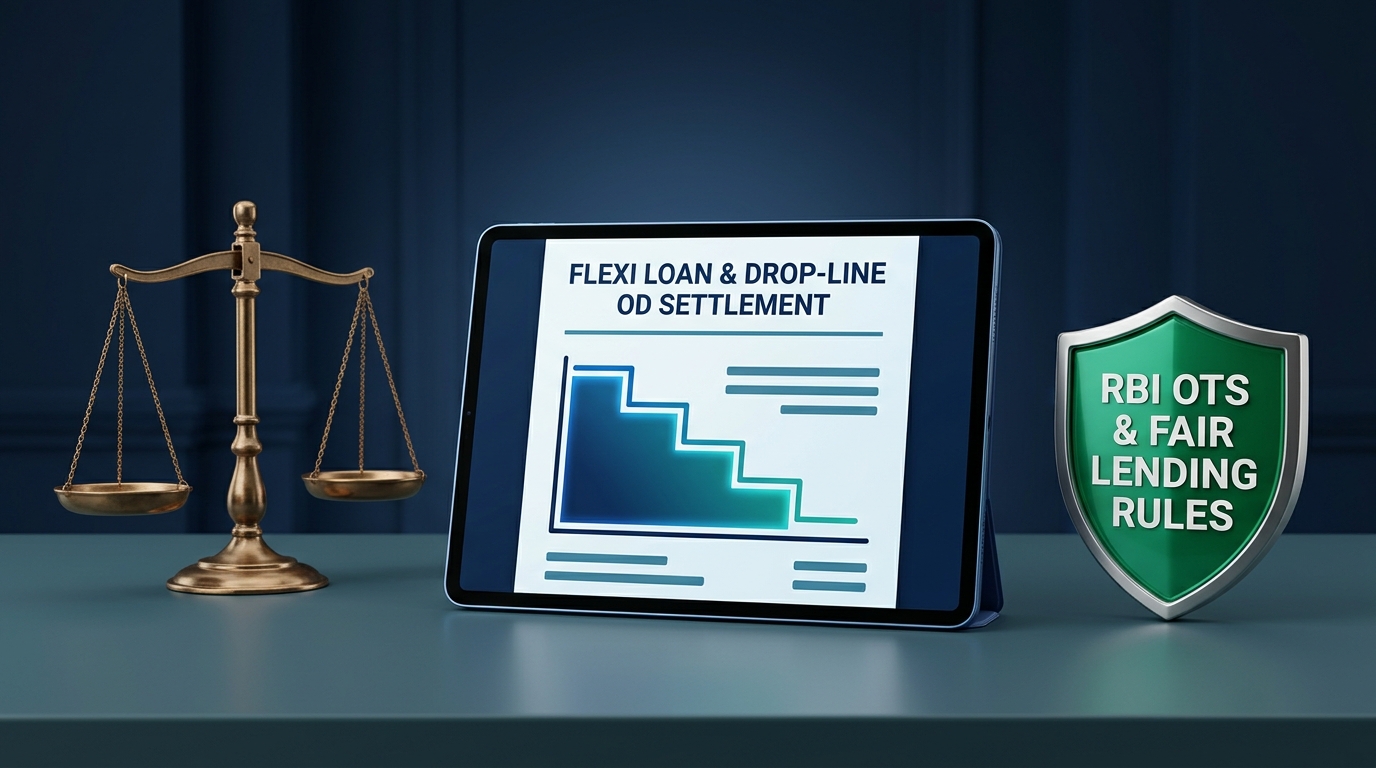 FLEXI LOAN & DROP-LINE
OD SETTLEMENT
RBI OTS
& FAIR
LENDING
RULES